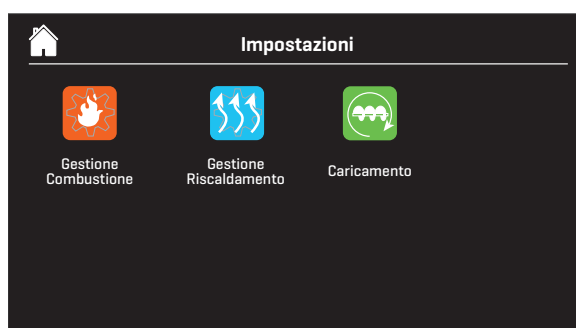 Impostazioni
Gestione
Combustione
Gestione
Riscaldamento
Caricamento